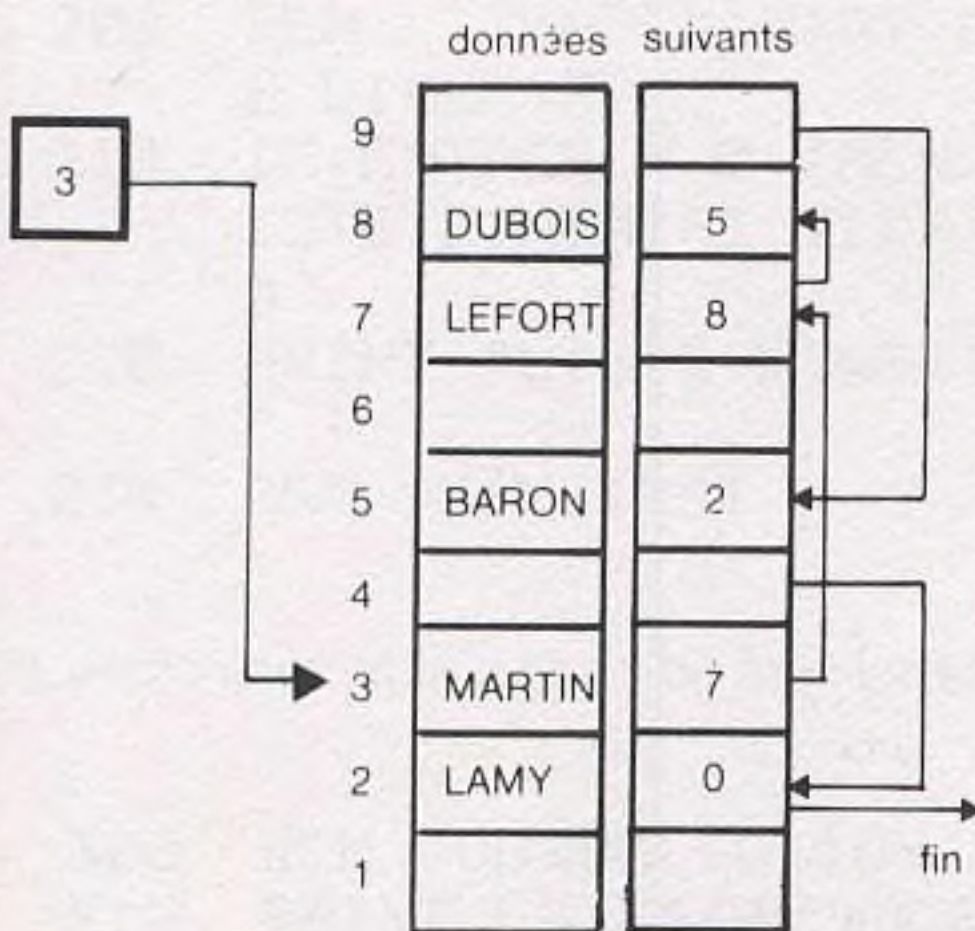 données suivants
9
3
8 DUBOIS 5
7 LEFORT 8
6
5 BARON 2
4
3 MARTIN 7
2 LAMY 0
fin
1